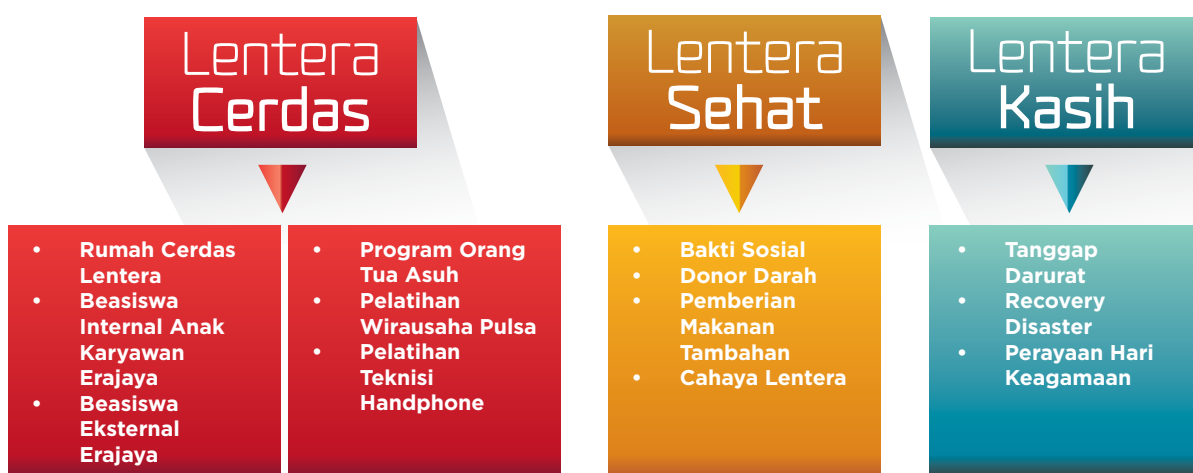 Lentera
Cerdas
• Rumah Cerdas
Lentera
• Beasiswa
Internal Anak
Karyawan
Erajaya
• Beasiswa
Eksternal
Erajaya
• Program Orang
Tua Asuh
• Pelatihan
Wirausaha Pulsa
• Pelatihan
Teknisi
Handphone
Lentera
Sehat
• Bakti Sosial
• Donor Darah
• Pemberian
Makanan
Tambahan
• Cahaya Lentera
Lentera
Kasih
• Tanggap
Darurat
• Recovery
Disaster
• Perayaan Hari
Keagamaan